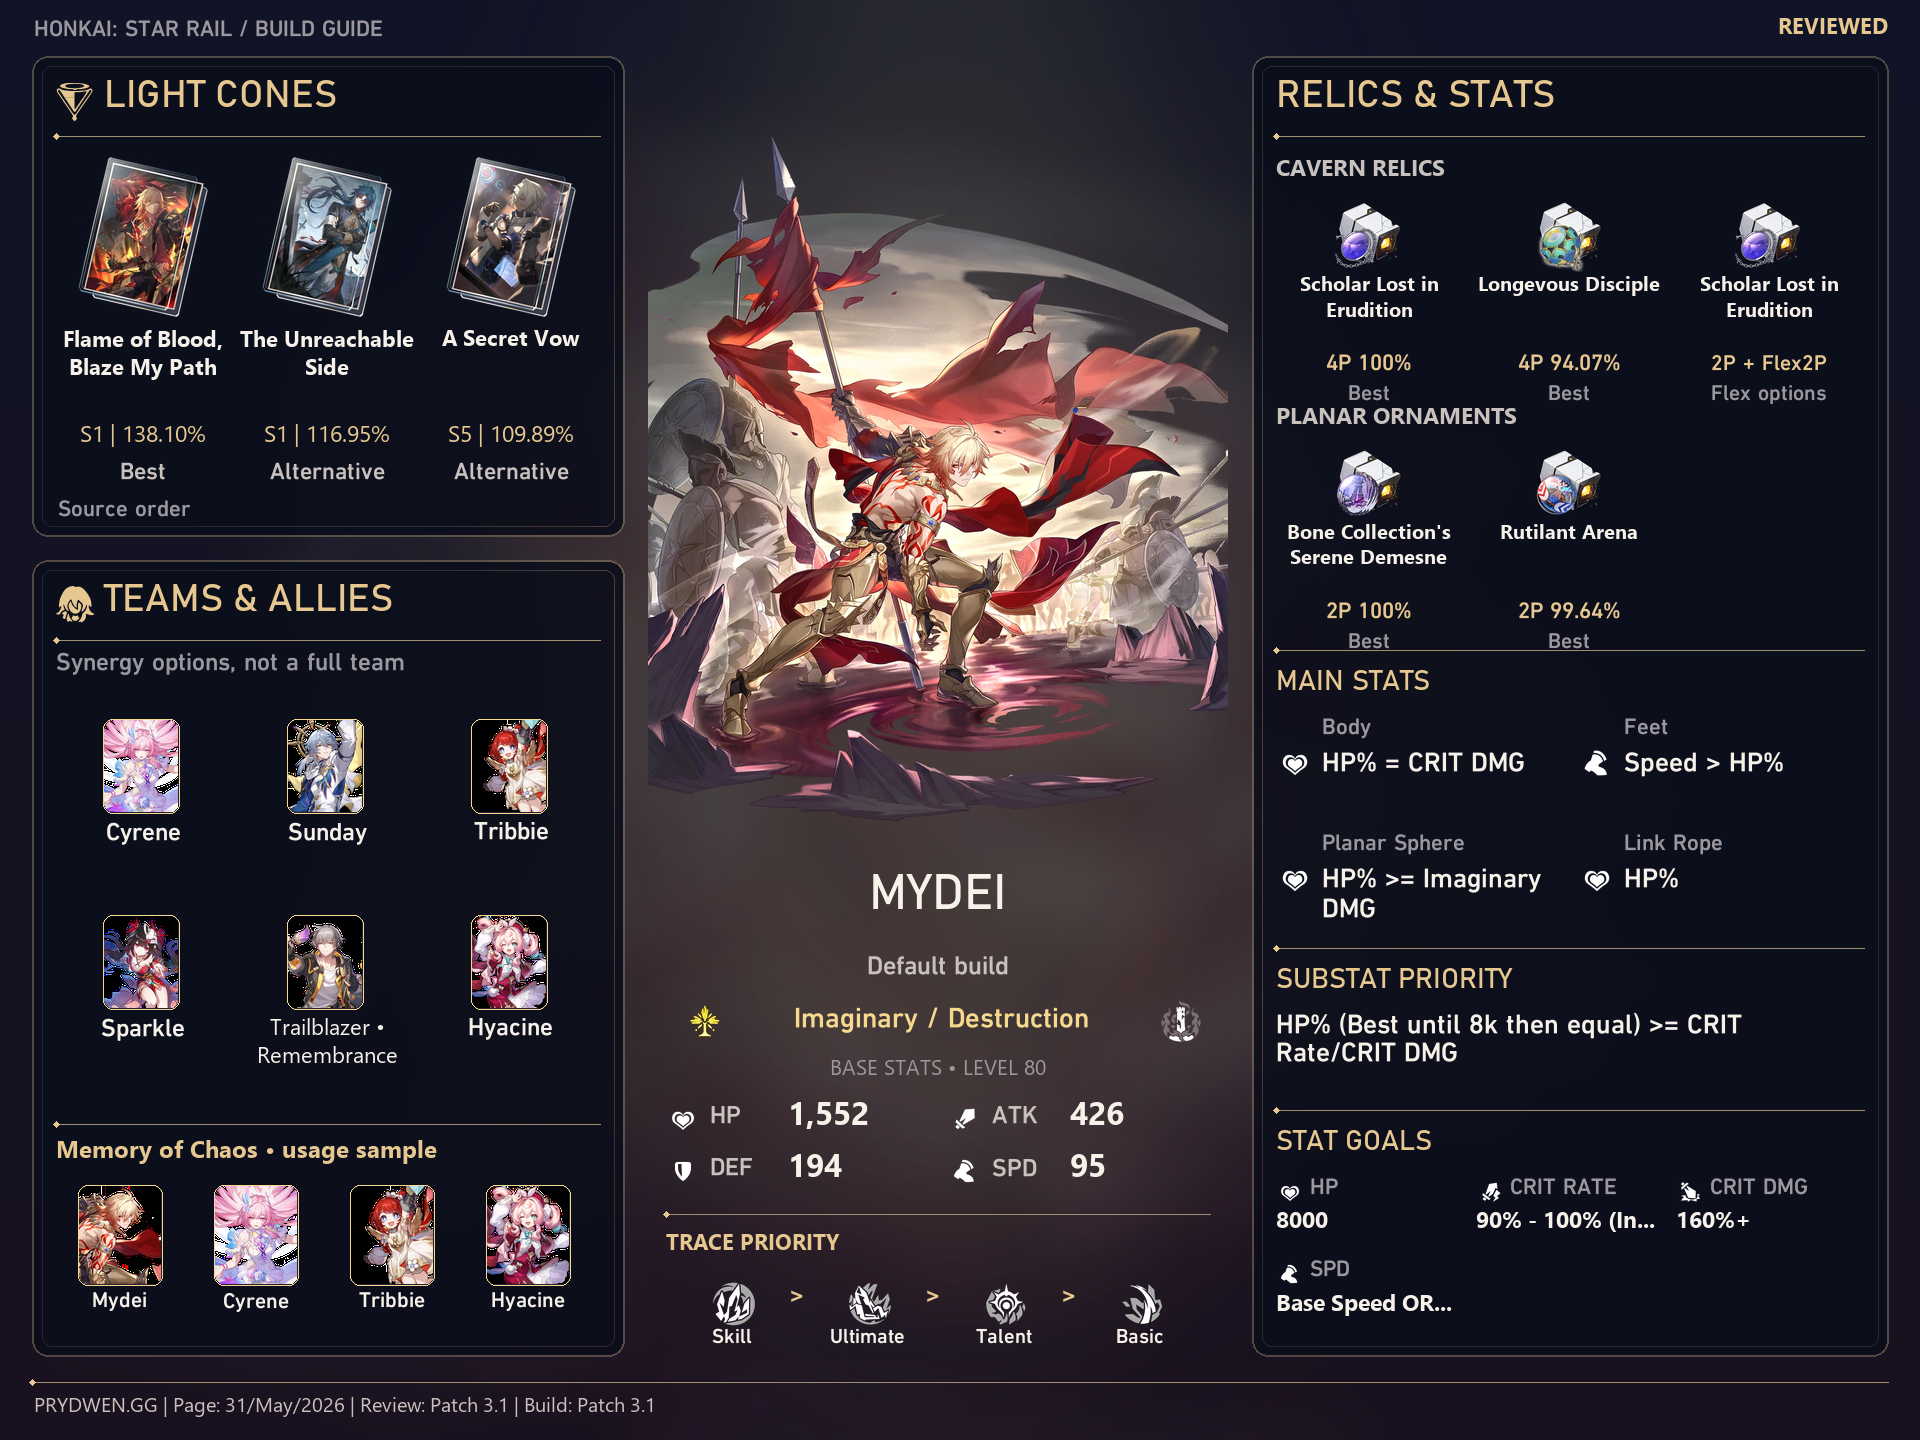 HONKAI: STAR RAIL / BUILD GUIDE
REVIEWED
LIGHT CONES
Flame of Blood, Blaze My Path
The Unreachable Side
A Secret Vow
S1 | 138.10%
S1 | 116.95%
S5 | 109.89%
Best
Alternative
Alternative
Source order
TEAMS & ALLIES
Synergy options, not a full team
Cyrene
Sunday
Tribbie
Sparkle
Trailblazer • Remembrance
Hyacine
Memory of Chaos • usage sample
Mydei
Cyrene
Tribbie
Hyacine
MYDEI
Default build
Imaginary / Destruction
BASE STATS • LEVEL 80
HP 1,552
ATK 426
DEF 194
SPD 95
TRACE PRIORITY
Skill > Ultimate > Talent > Basic
RELICS & STATS
CAVERN RELICS
Scholar Lost in Erudition
Longevous Disciple
Scholar Lost in Erudition
4P 100%
4P 94.07%
2P + Flex2P
Best
Best
Flex options
PLANAR ORNAMENTS
Bone Collection's Serene Demesne
Rutilant Arena
2P 100%
2P 99.64%
Best
Best
MAIN STATS
Body
HP% = CRIT DMG
Feet
Speed > HP%
Planar Sphere
HP% >= Imaginary DMG
Link Rope
HP%
SUBSTAT PRIORITY
HP% (Best until 8k then equal) >= CRIT
Rate/CRIT DMG
STAT GOALS
HP
8000
CRIT RATE
90% - 100% (In...
CRIT DMG
160%+
SPD
Base Speed OR...
PRYDWEN.GG | Page: 31/May/2026 | Review: Patch 3.1 | Build: Patch 3.1